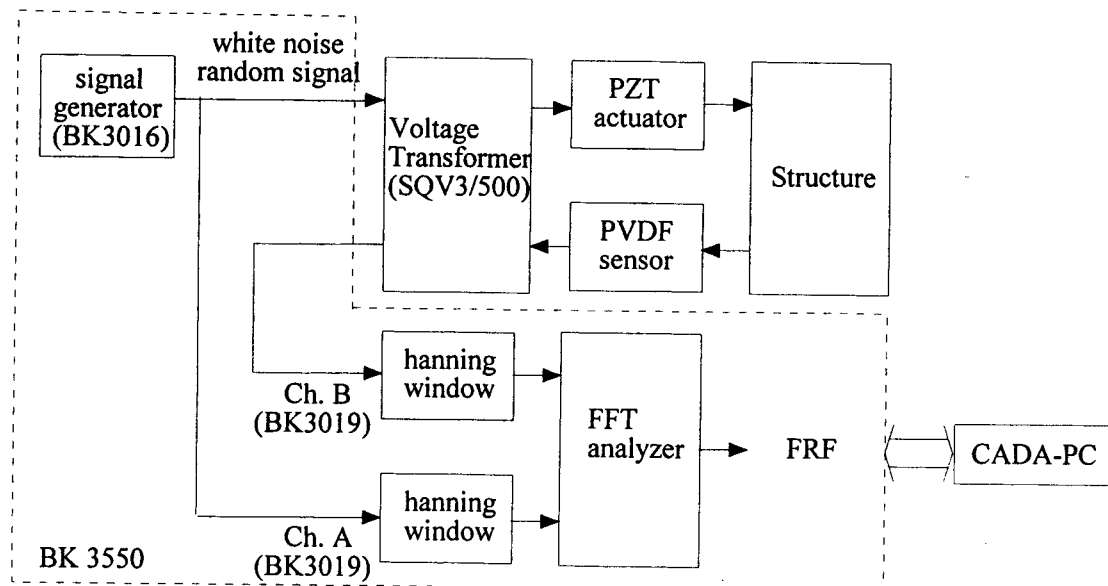 white noise
random signal
signal
generator
(BK3016)
Voltage
Transformer
(SQV3/500)
PZT
actuator
Structure
PVDF
sensor
hanning
window
Ch. B
(BK3019)
FFT
analyzer
FRF
CADA-PC
hanning
window
Ch. A
(BK3019)
BK 3550